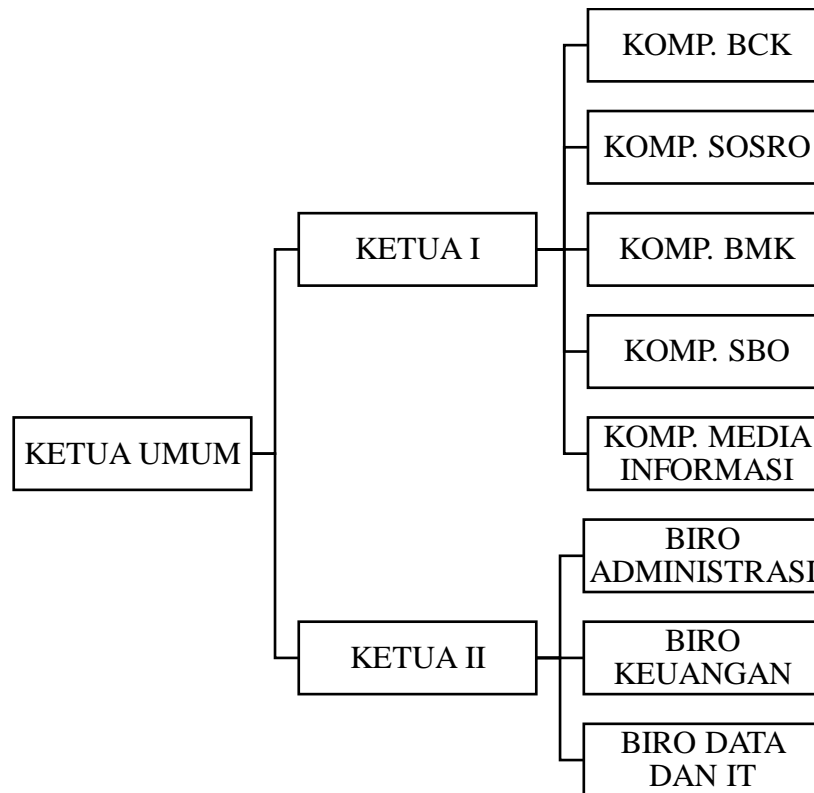 KOMP. BCK
KOMP. SOSRO
KETUA I
KOMP. BMK
KOMP. SBO
KETUA UMUM
KOMP. MEDIA
INFORMASI
BIRO
ADMINISTRASI
KETUA II
BIRO
KEUANGAN
BIRO DATA
DAN IT